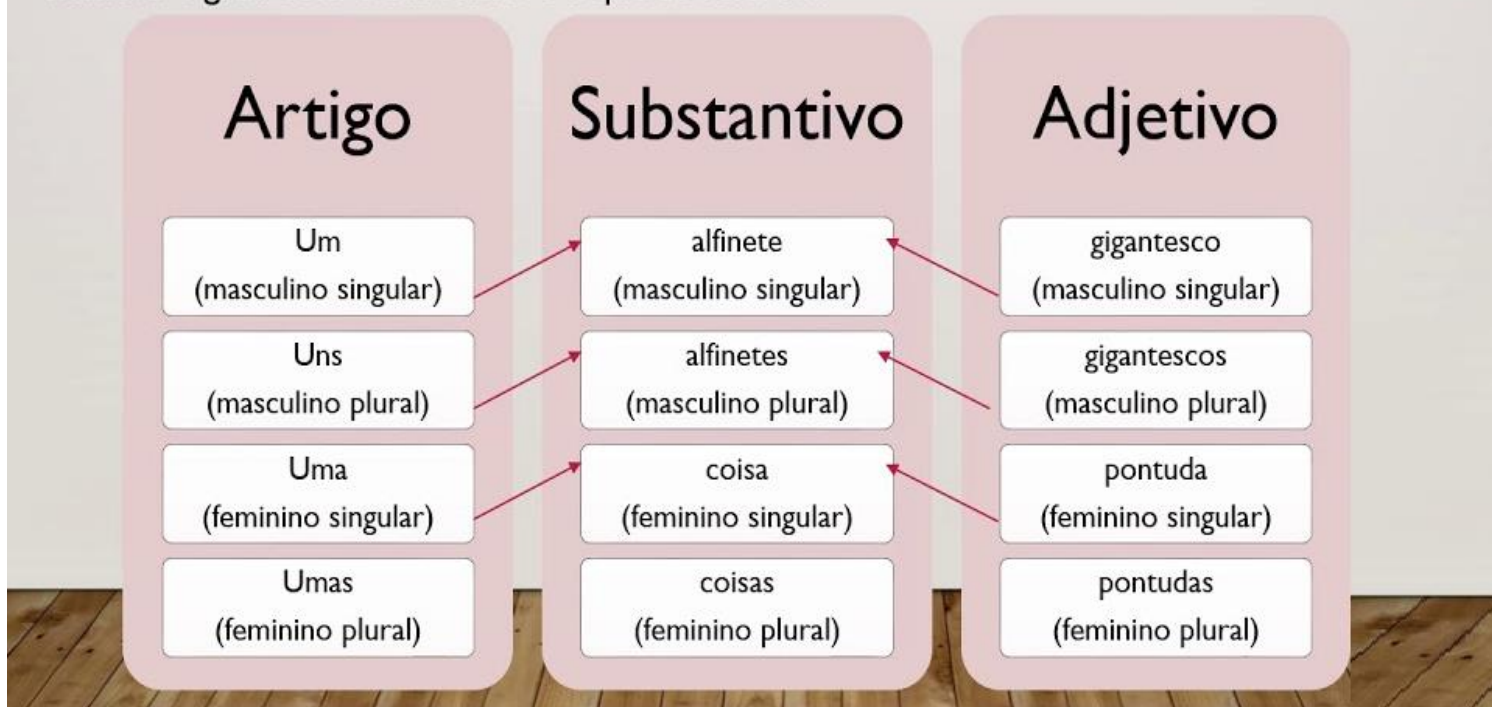 Artigo
Substantivo
Adjetivo
Um
(masculino singular)
alfinete
(masculino singular)
gigantesco
(masculino singular)
Uns
(masculino plural)
alfinetes
(masculino plural)
gigantescos
(masculino plural)
Uma
(feminino singular)
coisa
(feminino singular)
pontuda
(feminino singular)
Umas
(feminino plural)
coisas
(feminino plural)
pontudas
(feminino plural)